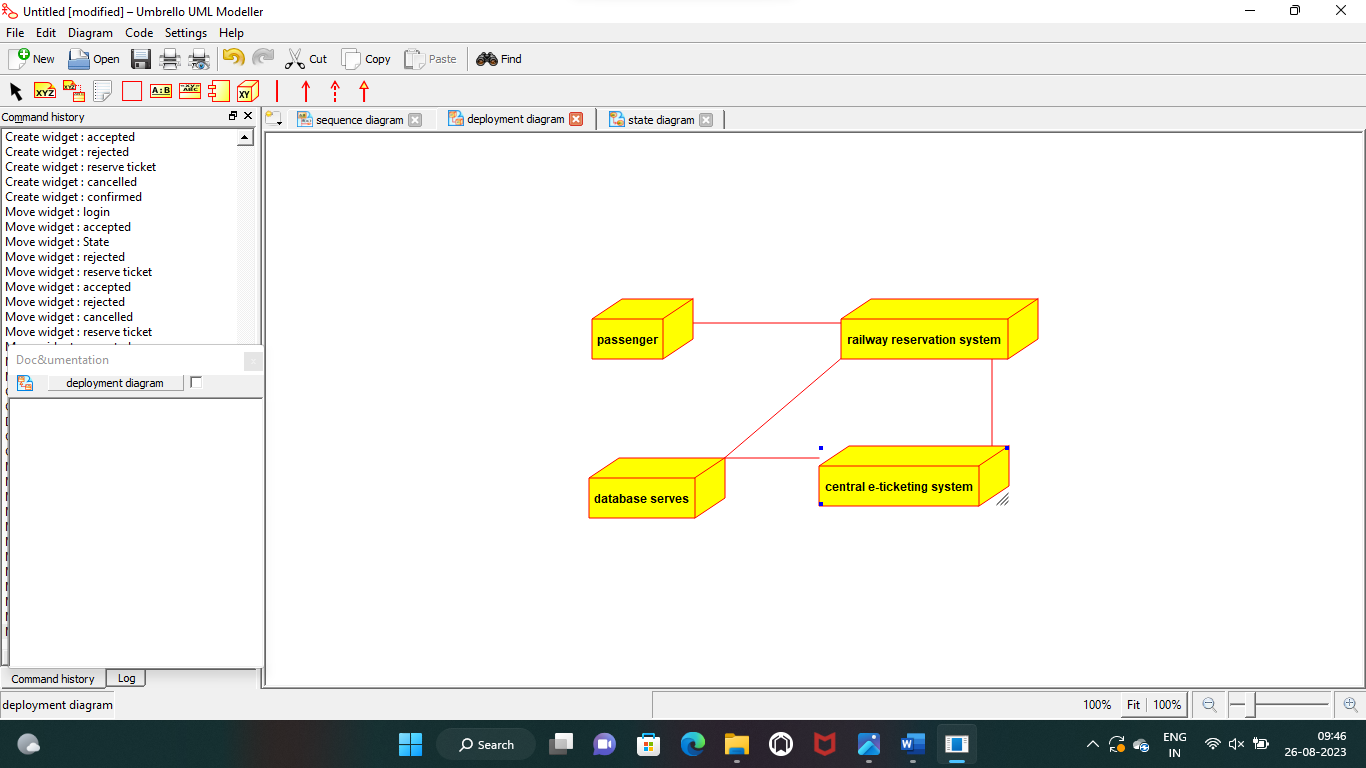 Untitled [modified] – Umbrello UML Modeller
File Edit Diagram Code Settings Help
New Open Cut Copy Paste Find
XYZ XYZ A:B ABC XY
Command history
sequence diagram deployment diagram state diagram
Create widget : accepted
Create widget : rejected
Create widget : reserve ticket
Create widget : cancelled
Create widget : confirmed
Move widget : login
Move widget : accepted
Move widget : State
Move widget : rejected
Move widget : reserve ticket
Move widget : accepted
Move widget : rejected
Move widget : cancelled
Move widget : reserve ticket
Doc&umentation
deployment diagram
passenger
railway reservation system
database serves
central e-ticketing system
Command history Log
deployment diagram
100% Fit 100%
Search
ENG
IN
09:46
26-08-2023